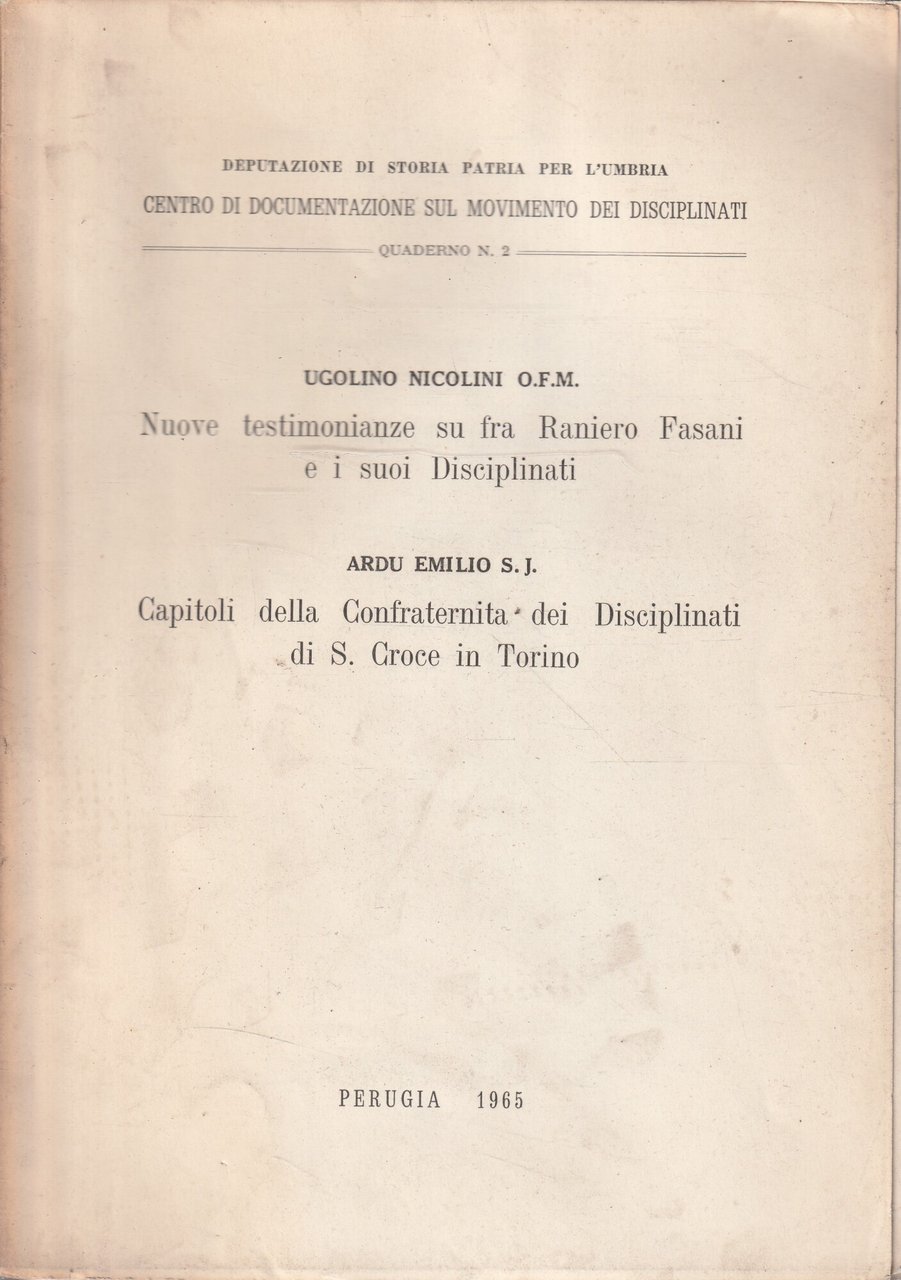 DEPUTAZIONE DI STORIA PATRIA PER L'UMBRIA
CENTRO DI DOCUMENTAZIONE SUL MOVIMENTO DEI DISCIPLINATI
QUADERNO N. 2
UGOLINO NICOLINI O.F.M.
Nuove testimonianze su fra Raniero Fasani
e i suoi Disciplinati
ARDU EMILIO S. J.
Capitoli della Confraternita dei Disciplinati
di S. Croce in Torino
PERUGIA 1965